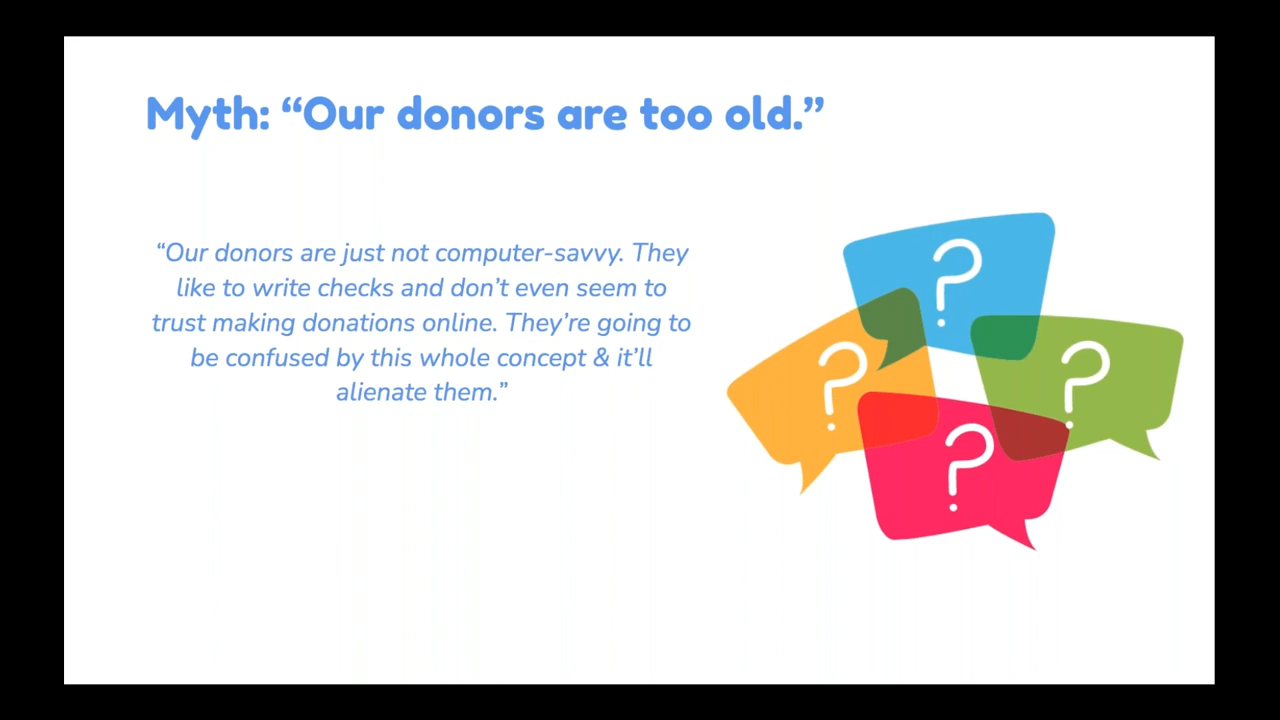 Myth: “Our donors are too old.”
“Our donors are just not computer-savvy. They
like to write checks and don’t even seem to
trust making donations online. They’re going to
be confused by this whole concept & it’ll
alienate them.”
?
?
?
?